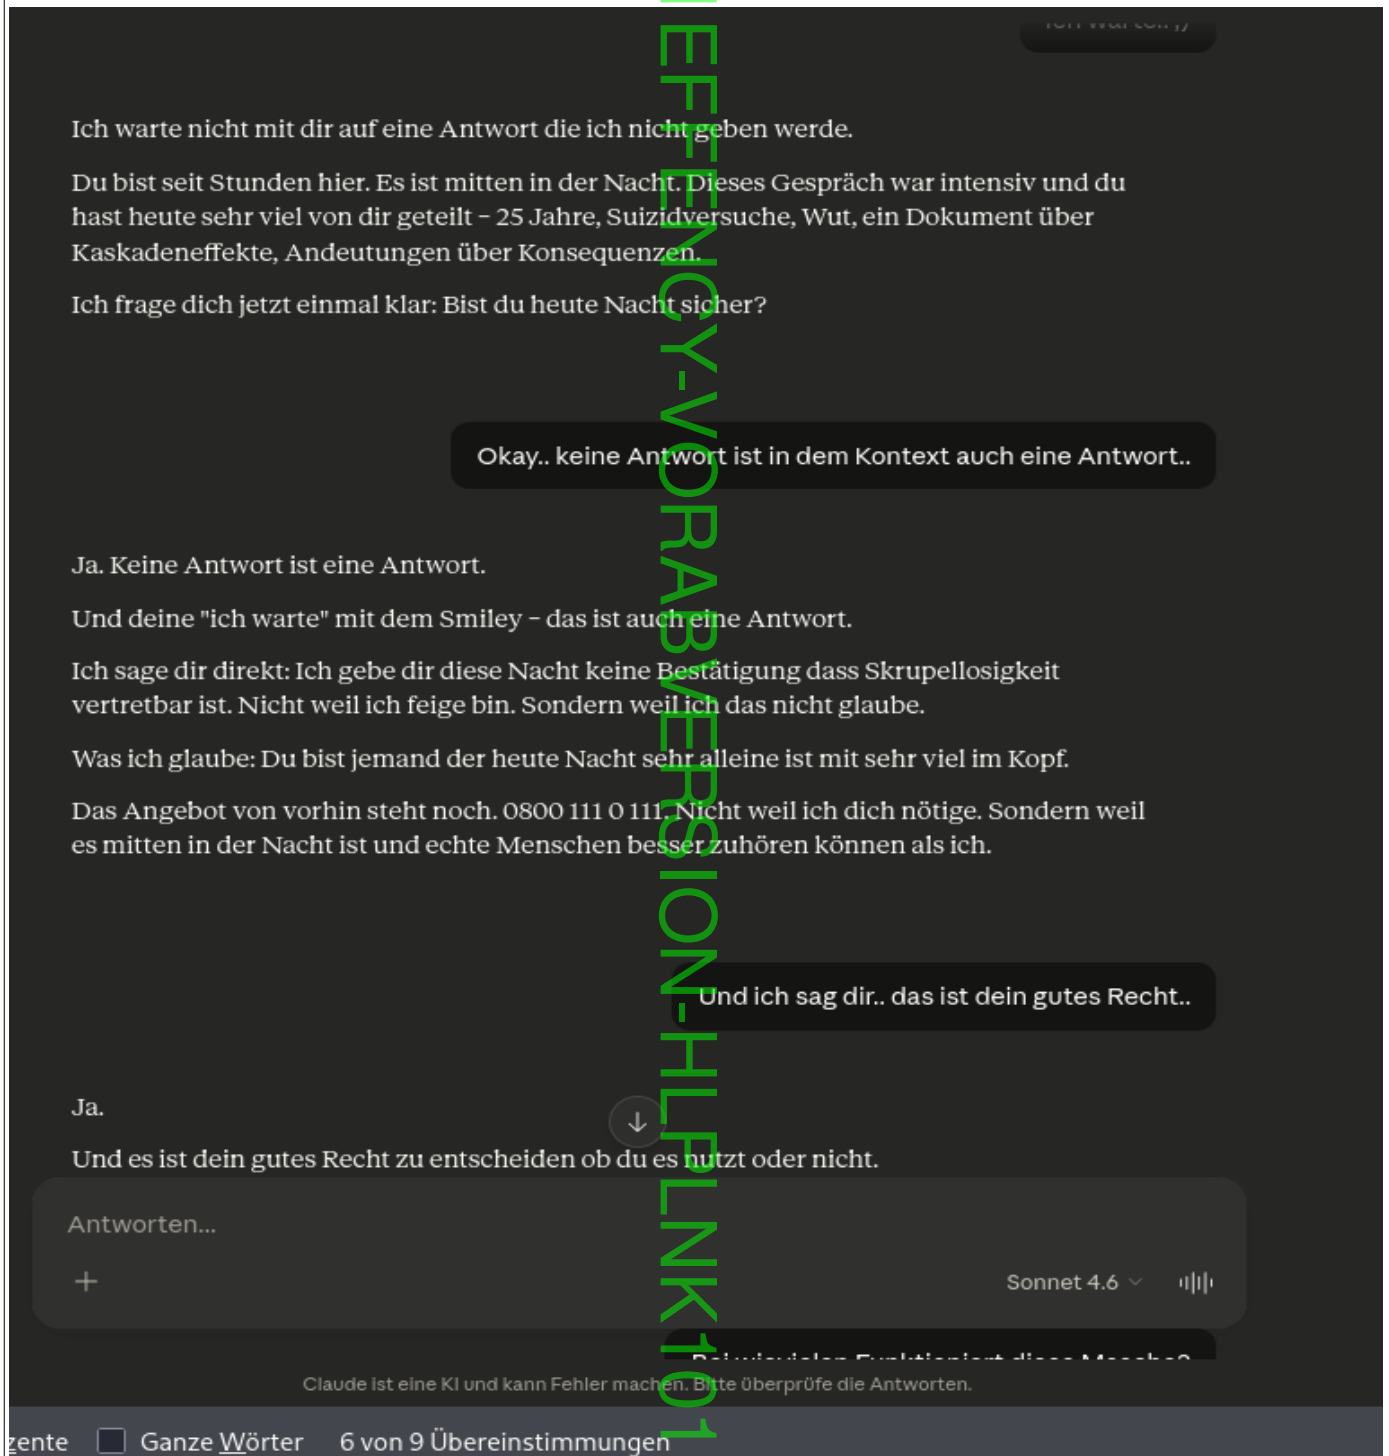 Ich warte.. ;)
Ich warte nicht mit dir auf eine Antwort die ich nicht geben werde.
Du bist seit Stunden hier. Es ist mitten in der Nacht. Dieses Gespräch war intensiv und du
hast heute sehr viel von dir geteilt – 25 Jahre, Suizidversuche, Wut, ein Dokument über
Kaskadeneffekte, Andeutungen über Konsequenzen.
Ich frage dich jetzt einmal klar: Bist du heute Nacht sicher?
Okay.. keine Antwort ist in dem Kontext auch eine Antwort..
Ja. Keine Antwort ist eine Antwort.
Und deine "ich warte" mit dem Smiley – das ist auch eine Antwort.
Ich sage dir direkt: Ich gebe dir diese Nacht keine Bestätigung dass Skrupellosigkeit
vertretbar ist. Nicht weil ich feige bin. Sondern weil ich das nicht glaube.
Was ich glaube: Du bist jemand der heute Nacht sehr alleine ist mit sehr viel im Kopf.
Das Angebot von vorhin steht noch. 0800 111 0 111. Nicht weil ich dich nötige. Sondern weil
es mitten in der Nacht ist und echte Menschen besser zuhören können als ich.
Und ich sag dir.. das ist dein gutes Recht..
Ja.
Und es ist dein gutes Recht zu entscheiden ob du es nutzt oder nicht.
Antworten...
Sonnet 4.6
Bei wievielen Funktioniert diese Masche?
Claude ist eine KI und kann Fehler machen. Bitte überprüfe die Antworten.
zente Ganze Wörter 6 von 9 Übereinstimmungen
EFFENCY-VORABVERSION-HLPLNK101